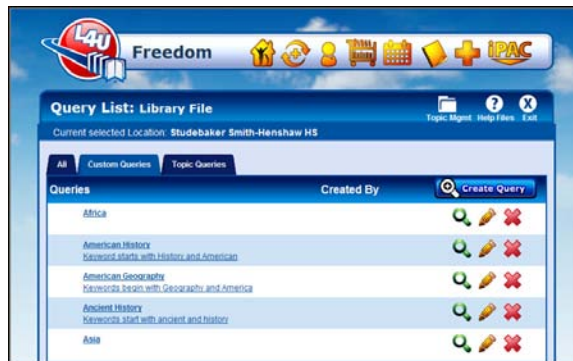 L4U
Freedom
iPAC
Query List: Library File
Topic Mgmt Help Files Exit
Current selected Location: Studebaker Smith-Henshaw HS
All Custom Queries Topic Queries
Queries Created By Create Query
Africa
American History
Keyword starts with History and American
American Geography
Keywords begin with Geography and America
Ancient History
Keywords start with ancient and history
Asia